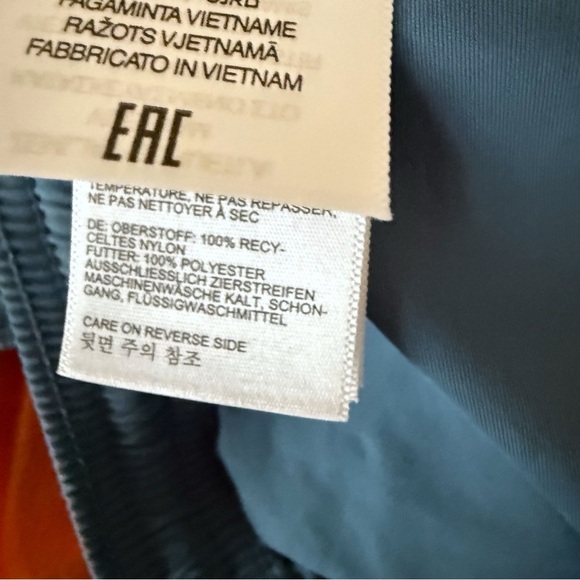 PAGAMINTA VIETNAME
RAŽOTS VJETNAMĀ
FABBRICATO IN VIETNAM
EAC
TEMPERATURE, NE PAS REPASSER,
NE PAS NETTOYER À SEC
DE: OBERSTOFF: 100% RECY-
CELTES NYLON
FUTTER: 100% POLYESTER
AUSSCHLIESSLICH ZIERSTREIFEN
MASCHINENWÄSCHE KALT, SCHON-
GANG, FLÜSSIGWASCHMITTEL
CARE ON REVERSE SIDE
뒷면 주의 참조